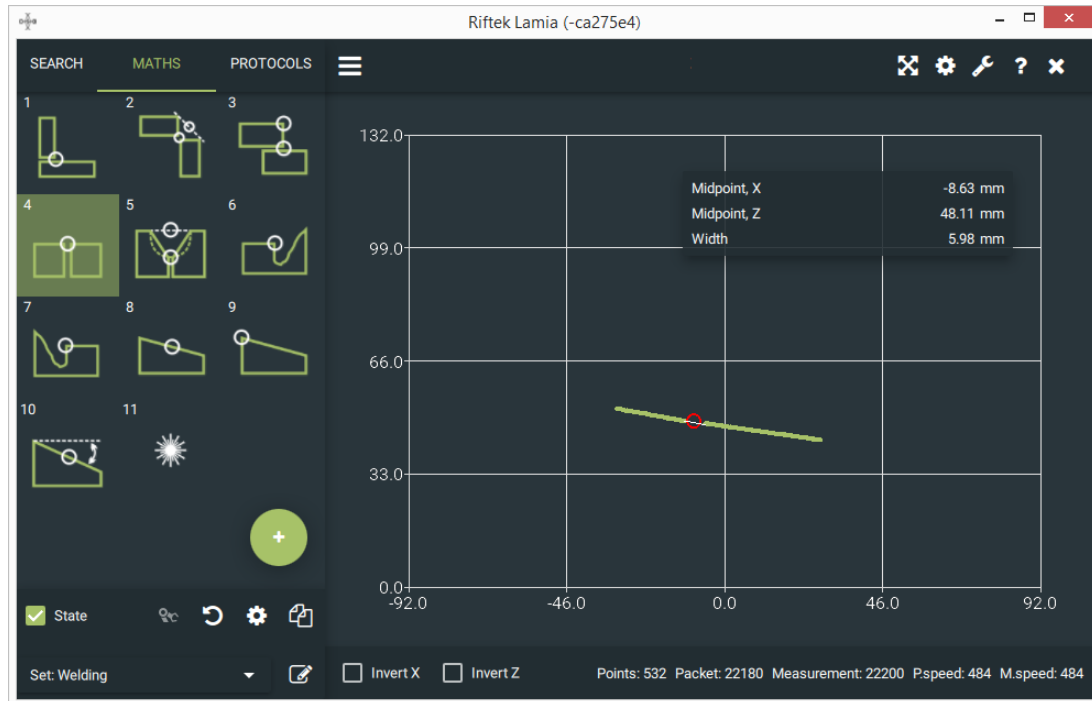 Riftek Lamia (-ca275e4)
SEARCH MATHS PROTOCOLS
1 2 3
4 5 6
7 8 9
10 11
+
State
Set: Welding
132.0
99.0
66.0
33.0
0.0
-92.0 -46.0 0.0 46.0 92.0
Midpoint, X -8.63 mm
Midpoint, Z 48.11 mm
Width 5.98 mm
Invert X Invert Z Points: 532 Packet: 22180 Measurement: 22200 P.speed: 484 M.speed: 484